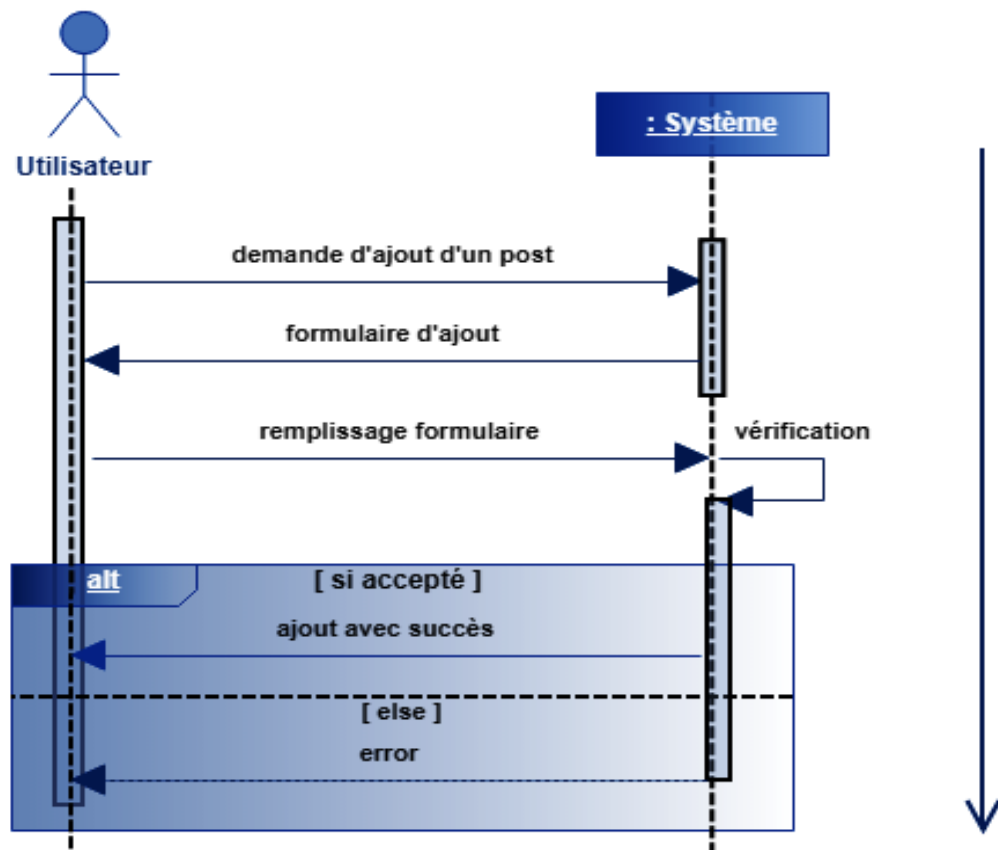 : Système
Utilisateur
demande d'ajout d'un post
formulaire d'ajout
remplissage formulaire
vérification
alt
[ si accepté ]
ajout avec succès
[ else ]
error